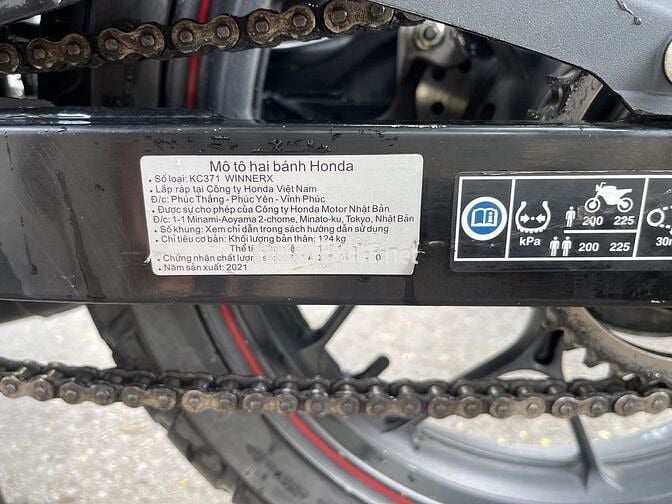 Mô tô hai bánh Honda
• Số loại: KC371 WINNERX
• Lắp ráp tại Công ty Honda Việt Nam
Đ/c: Phúc Thắng - Phúc Yên - Vĩnh Phúc
• Được sự cho phép của Công ty Honda Motor Nhật Bản
Đ/c: 1-1 Minami-Aoyama 2-chome, Minato-ku, Tokyo, Nhật Bản
• Số khung: Xem chỉ dẫn trong sách hướng dẫn sử dụng
• Chỉ tiêu cơ bản: Khối lượng bản thân: 124 kg
Thể tích
• Chứng nhận chất lượng
• Năm sản xuất: 2021
kPa
200 225
200 225